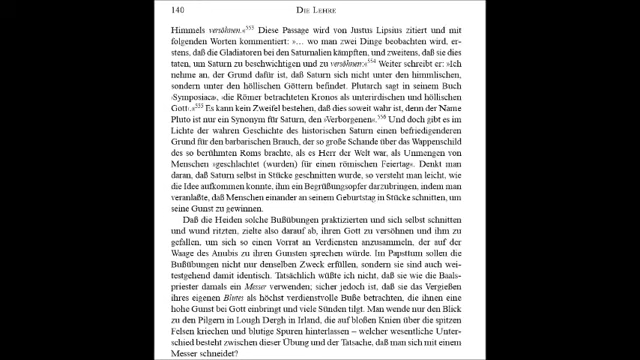 140 DIE LEHRE
Himmels versöhnen.«555 Diese Passage wird von Justus Lipsius zitiert und mit
folgenden Worten kommentiert: »… wo man zwei Dinge beobachten wird, er-
stens, daß die Gladiatoren bei den Saturnalien kämpften, und zweitens, daß sie dies
taten, um Saturn zu beschwichtigen und zu versöhnen.«554 Weiter schreibt er: »Ich
nehme an, der Grund dafür ist, daß Saturn sich nicht unter den himmlischen,
sondern unter den höllischen Göttern befindet. Plutarch sagt in seinem Buch
›Symposiaca‹, ›die Römer betrachteten Kronos als unterirdischen und höllischen
Gott‹.«555 Es kann kein Zweifel bestehen, daß dies soweit wahr ist, denn der Name
Pluto ist nur ein Synonym für Saturn, den »Verborgenen«.556 Und doch gibt es im
Lichte der wahren Geschichte des historischen Saturn einen befriedigenderen
Grund für den barbarischen Brauch, der so große Schande über das Wappenschild
des so berühmten Roms brachte, als es Herr der Welt war, als Unmengen von
Menschen »geschlachtet (wurden) für einen römischen Feiertag«. Denkt man
daran, daß Saturn selbst in Stücke geschnitten wurde, so versteht man leicht, wie
die Idee aufkommen konnte, ihm ein Begrüßungsopfer darzubringen, indem man
veranlaßte, daß Menschen einander an seinem Geburtstag in Stücke schnitten, um
seine Gunst zu gewinnen.
Daß die Heiden solche Bußübungen praktizierten und sich selbst schnitten
und wund ritzten, zielte also darauf ab, ihren Gott zu versöhnen und ihm zu
gefallen, um sich so einen Vorrat an Verdiensten anzusammeln, der auf der
Waage des Anubis zu ihren Gunsten sprechen würde. Im Papsttum sollen die
Bußübungen nicht nur denselben Zweck erfüllen, sondern sie sind auch wei-
testgehend damit identisch. Tatsächlich wüßte ich nicht, daß sie wie die Baals-
priester damals ein Messer verwenden; sicher jedoch ist, daß sie das Vergießen
ihres eigenen Blutes als höchst verdienstvolle Buße betrachten, die ihnen eine
hohe Gunst bei Gott einbringt und viele Sünden tilgt. Man wende nur den Blick
zu den Pilgern in Lough Dergh in Irland, die auf bloßen Knien über die spitzen
Felsen kriechen und blutige Spuren hinterlassen – welcher wesentliche Unter-
schied besteht zwischen dieser Übung und der Tatsache, daß man sich mit einem
Messer schneidet?